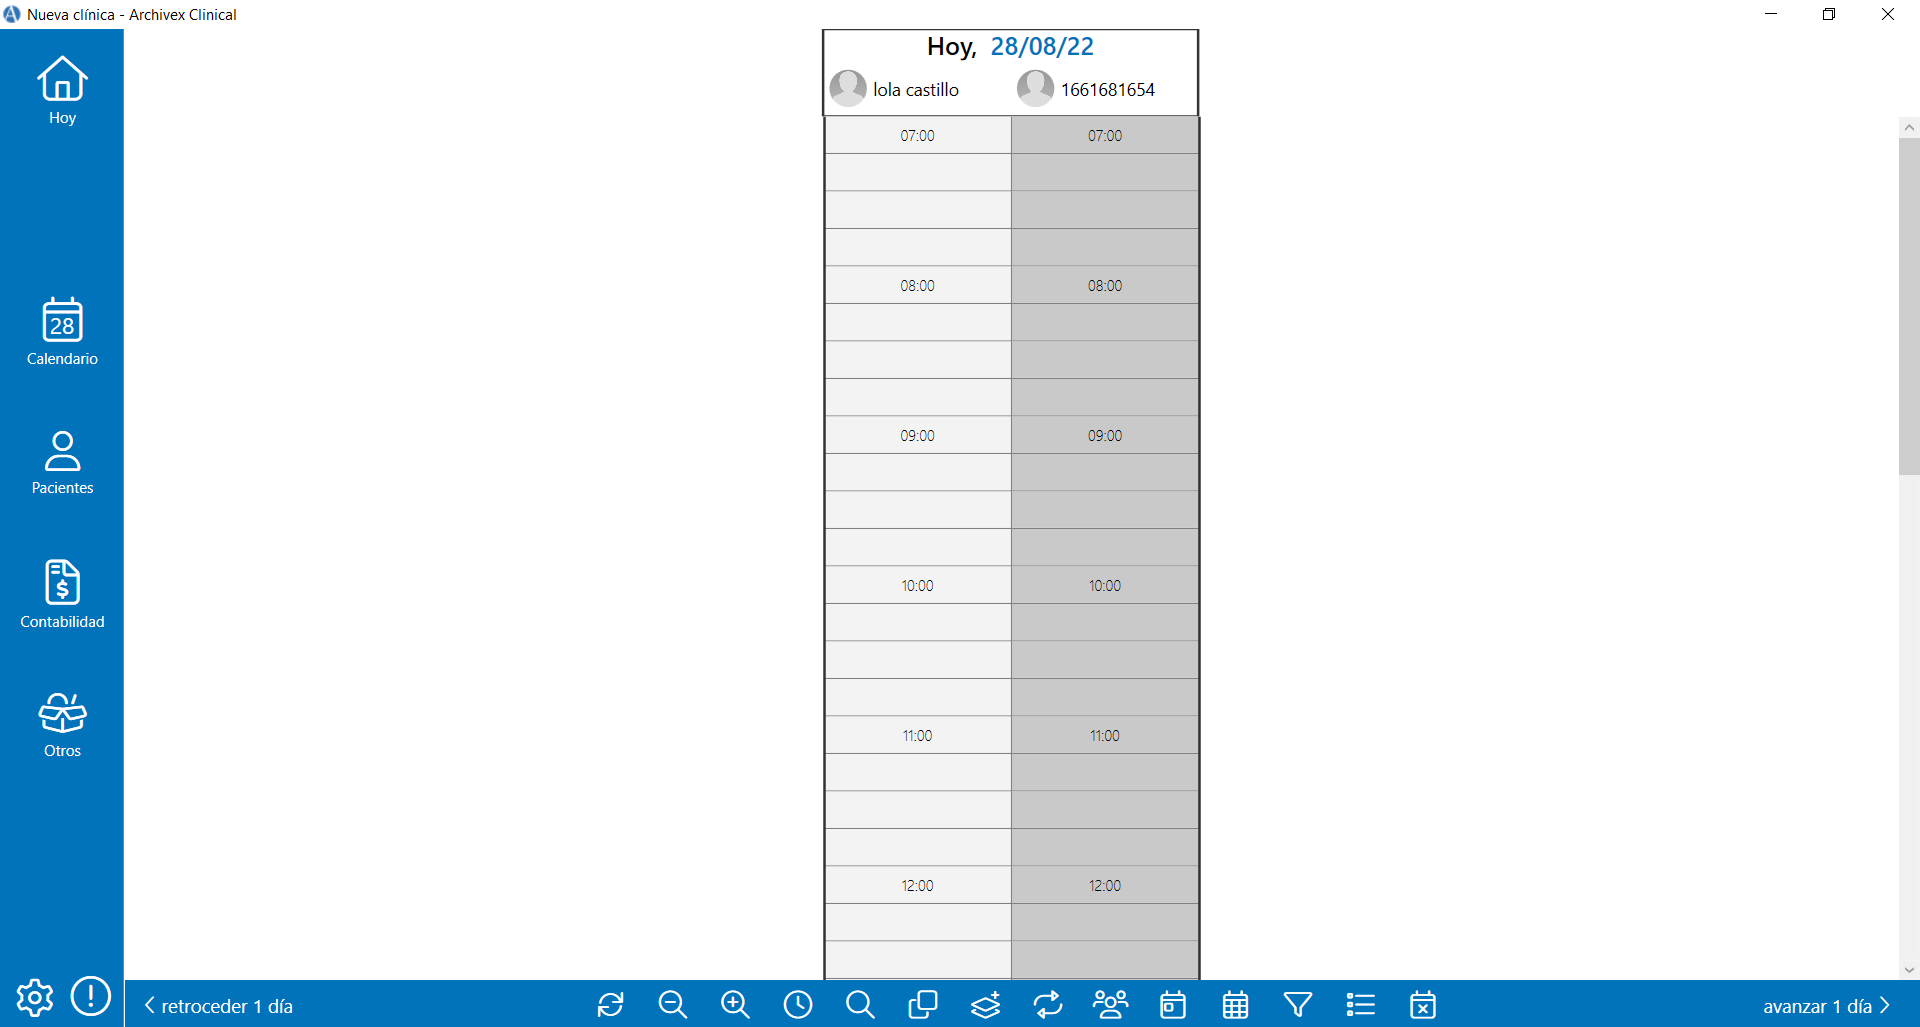 Nueva clínica - Archivex Clinical
Hoy, 28/08/22
lola castillo 1661681654
Hoy
28
Calendario
Pacientes
Contabilidad
Otros
07:00 07:00
08:00 08:00
09:00 09:00
10:00 10:00
11:00 11:00
12:00 12:00
retroceder 1 día
avanzar 1 día